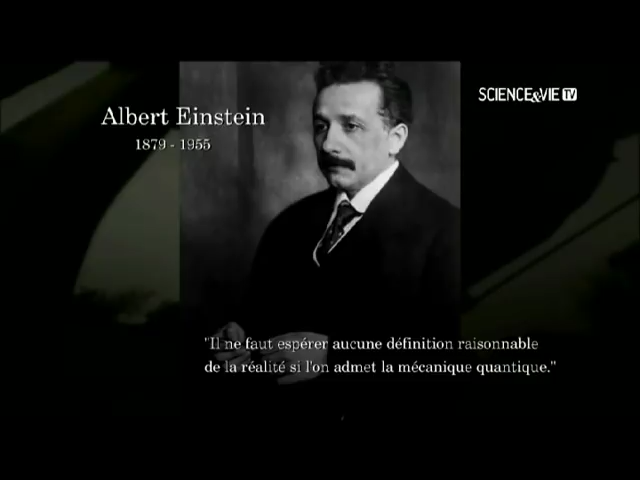 SCIENCE&VIE TV
Albert Einstein
1879 - 1955
"Il ne faut espérer aucune définition raisonnable
de la réalité si l'on admet la mécanique quantique."